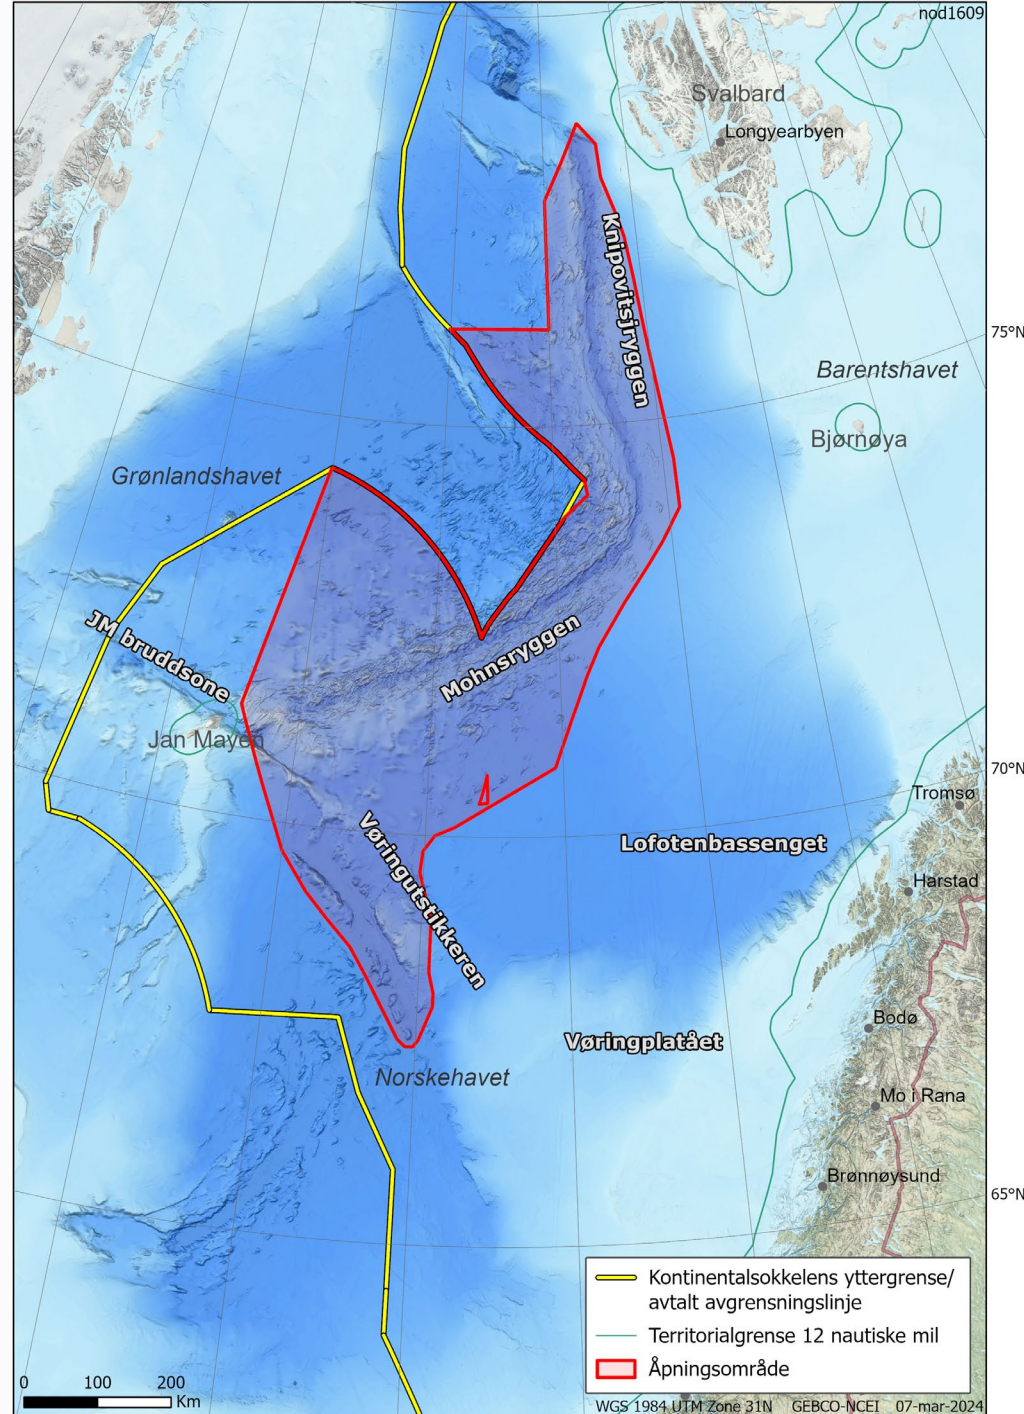 nod1609
Svalbard
Longyearbyen
Knipovitsjryggen
75°N
Barentshavet
Bjørnøya
Grønlandshavet
JM bruddsone
Mohnsryggen
Jan Mayen
70°N
Tromsø
Vøringutstikkeren
Lofotenbassenget
Harstad
Bodø
Vøringplatået
Norskehavet
Mo i Rana
Brønnøysund
65°N
Kontinentalsokkelens yttergrense/
avtalt avgrensningslinje
Territorialgrense 12 nautiske mil
Åpningsområde
0 100 200
Km
WGS 1984 UTM Zone 31N GEBCO-NCEI 07-mar-2024